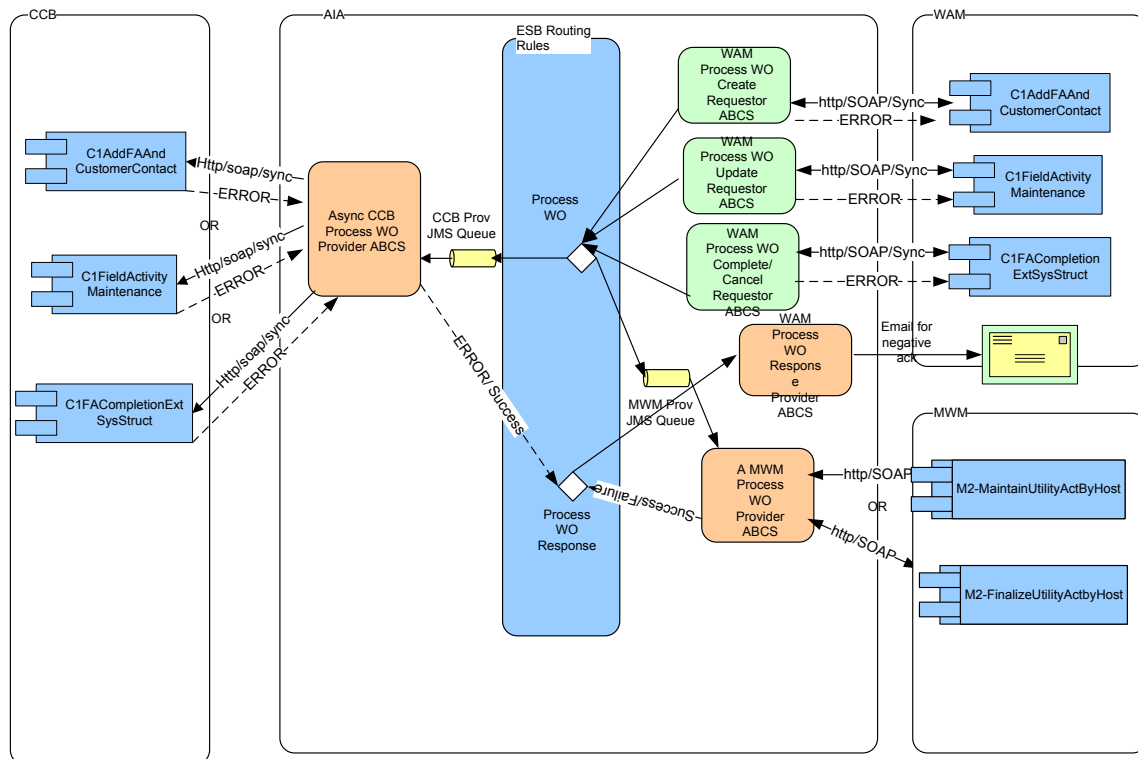 CCB
AIA
WAM
ESB Routing
Rules
C1AddFAAnd
CustomerContact
Http/soap/sync
ERROR
OR
C1FieldActivity
Maintenance
Http/soap/sync
ERROR
OR
C1FACompletionExt
SysStruct
Http/soap/sync
ERROR
Async CCB
Process WO
Provider ABCS
CCB Prov
JMS Queue
Process
WO
ERROR/ Success
Process
WO
Response
WAM
Process WO
Create
Requestor
ABCS
http/SOAP/Sync
ERROR
C1AddFAAnd
CustomerContact
WAM
Process WO
Update
Requestor
ABCS
http/SOAP/Sync
ERROR
C1FieldActivity
Maintenance
WAM
Process WO
Complete/
Cancel
Requestor
ABCS
http/SOAP/Sync
ERROR
C1FACompletion
ExtSysStruct
WAM
Process
WO
Respons
e
Provider
ABCS
Email for
negative
ack
MWM Prov
JMS Queue
Success/Failure
A MWM
Process
WO
Provider
ABCS
MWM
http/SOAP
OR
http/SOAP
M2-MaintainUtilityActByHost
M2-FinalizeUtilityActbyHost